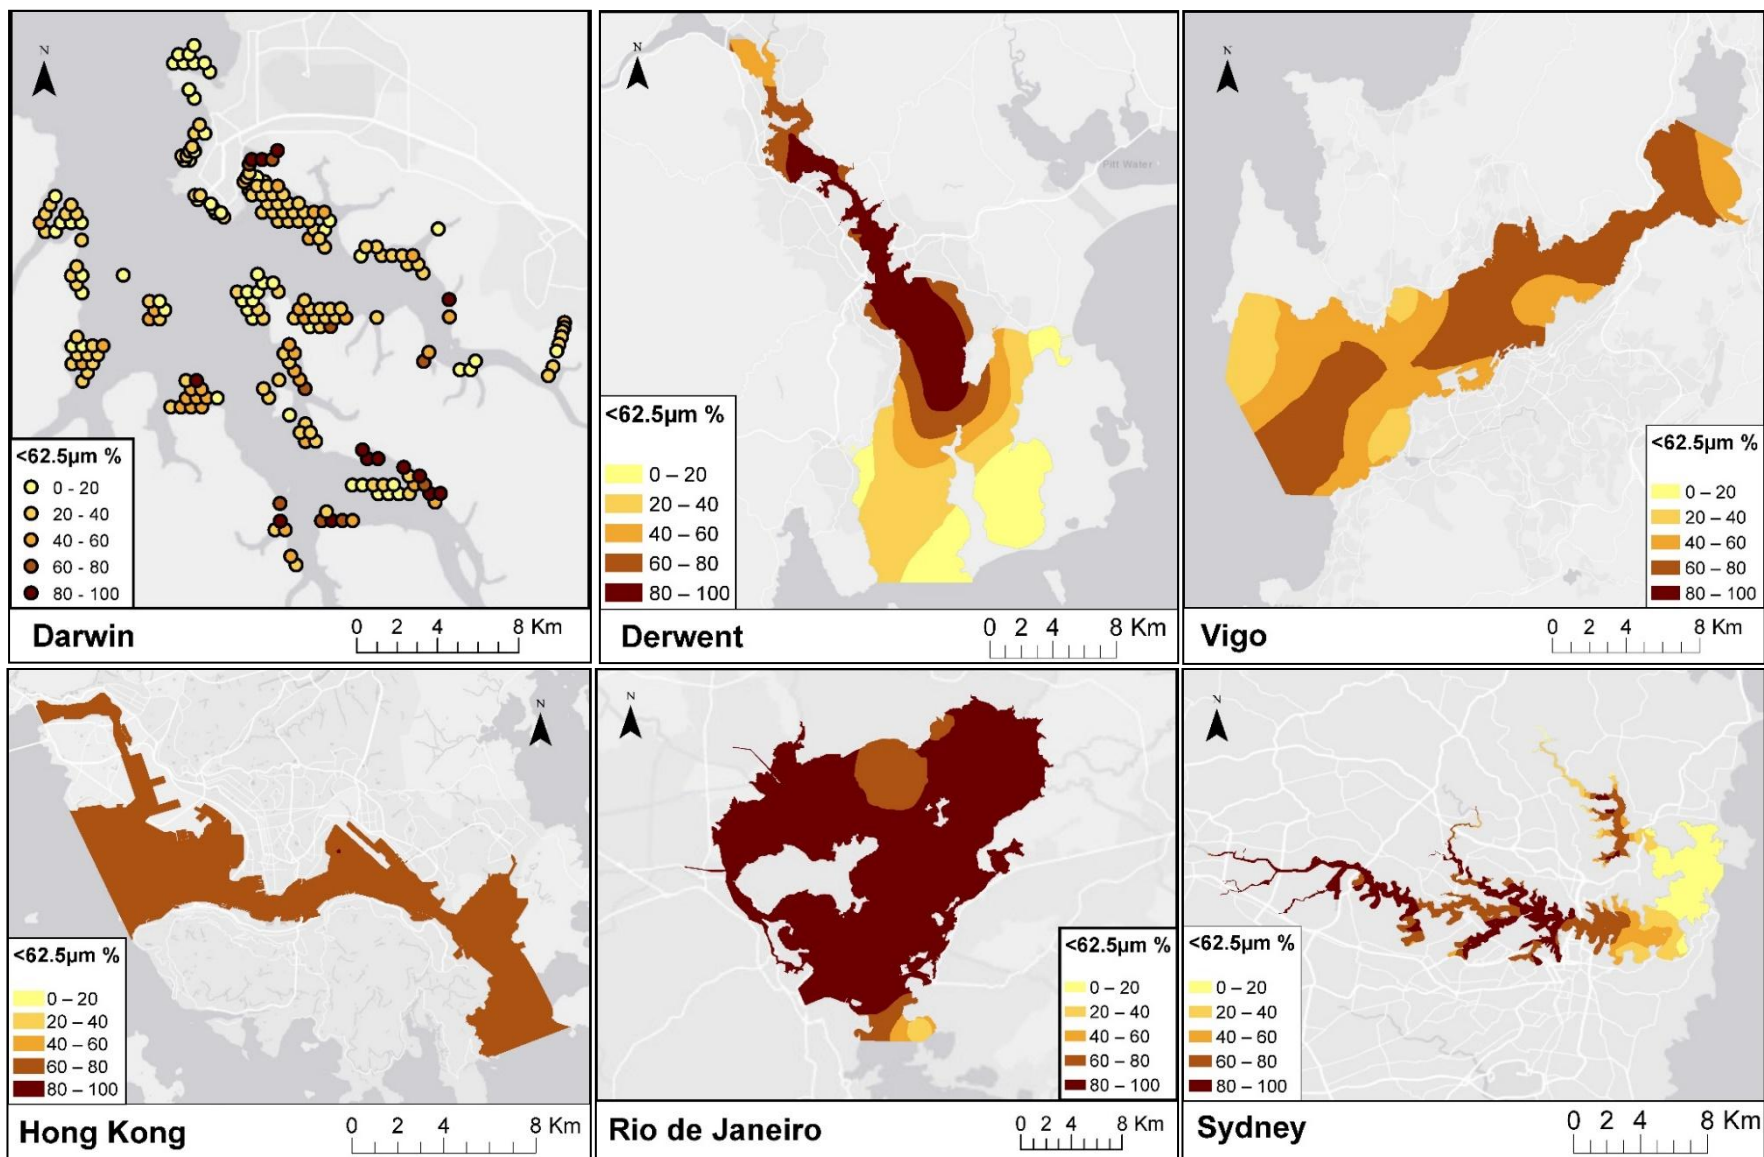 N
<62.5µm %
0 - 20
20 - 40
40 - 60
60 - 80
80 - 100
Darwin
0 2 4 8 Km
N
Pitt Water
<62.5µm %
0 – 20
20 – 40
40 – 60
60 – 80
80 – 100
Derwent
0 2 4 8 Km
N
<62.5µm %
0 – 20
20 – 40
40 – 60
60 – 80
80 – 100
Vigo
0 2 4 8 Km
N
<62.5µm %
0 – 20
20 – 40
40 – 60
60 – 80
80 – 100
Hong Kong
0 2 4 8 Km
N
<62.5µm %
0 – 20
20 – 40
40 – 60
60 – 80
80 – 100
Rio de Janeiro
0 2 4 8 Km
N
<62.5µm %
0 – 20
20 – 40
40 – 60
60 – 80
80 – 100
Sydney
0 2 4 8 Km